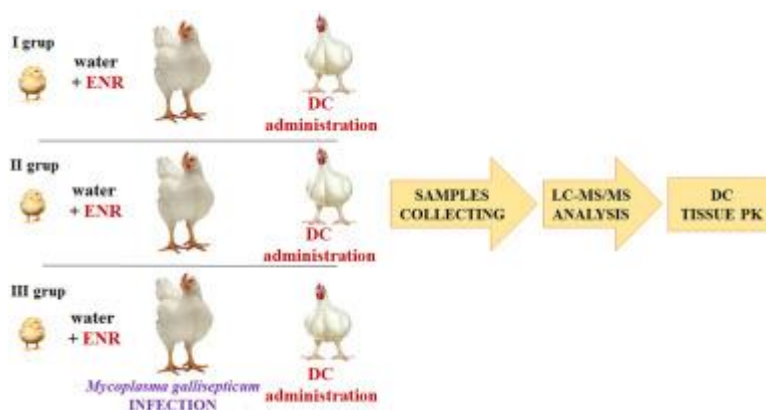 I grup
water
+ ENR
DC
administration
II grup
water
+ ENR
DC
administration
III grup
water
+ ENR
Mycoplasma gallisepticum
INFECTION
DC
administration
SAMPLES
COLLECTING
LC-MS/MS
ANALYSIS
DC
TISSUE PK